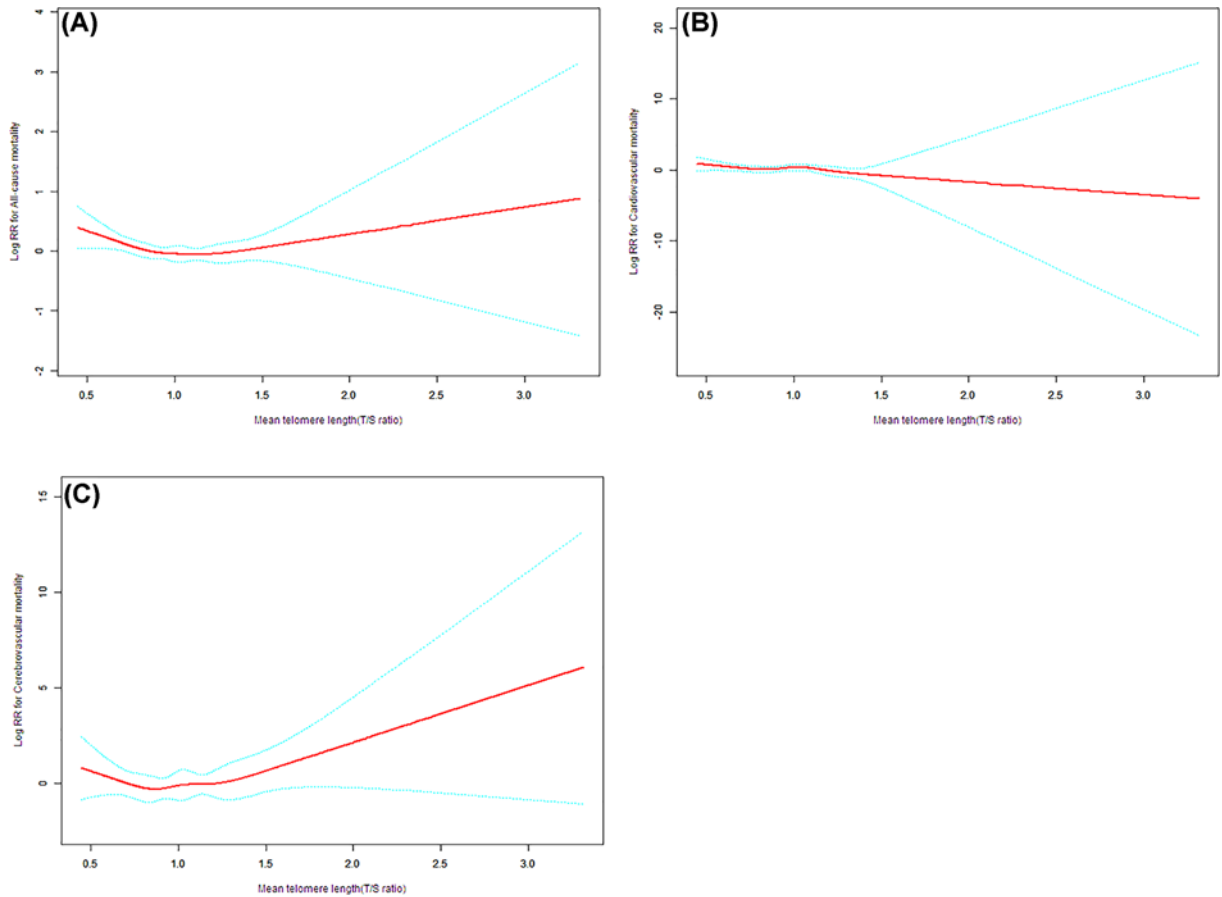 (A)
Log RR for All-cause mortality
4
3
2
1
0
-1
-2
0.5 1.0 1.5 2.0 2.5 3.0
Mean telomere length(T/S ratio)
(B)
Log RR for Cardiovascular mortality
20
10
0
-10
-20
0.5 1.0 1.5 2.0 2.5 3.0
Mean telomere length(T/S ratio)
(C)
Log RR for Cerebrovascular mortality
15
10
5
0
0.5 1.0 1.5 2.0 2.5 3.0
Mean telomere length(T/S ratio)